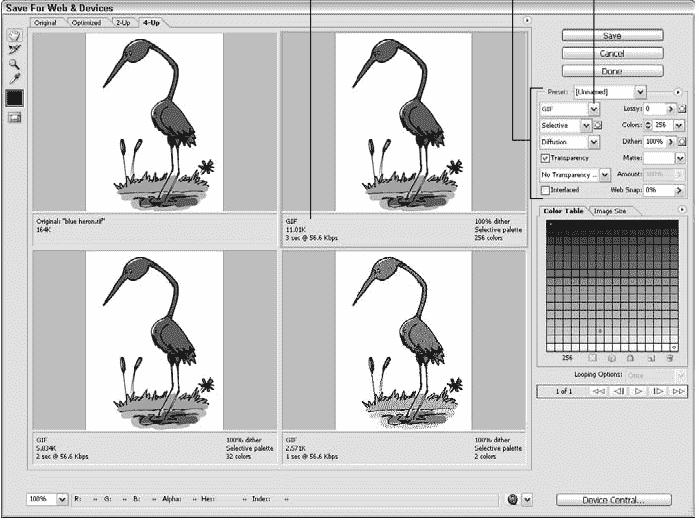 Save For Web & Devices
Original Optimized 2-Up 4-Up
Save
Cancel
Done
Preset: [Unnamed]
GIF Lossy: 0
Selective Colors: 256
Diffusion Dither: 100%
Transparency Matte:
No Transparency ... Amount: 100%
Interlaced Web Snap: 0%
Original: "blue heron.tif"
164K
GIF 100% dither
11.01K Selective palette
3 sec @ 56.6 Kbps 256 colors
Color Table Image Size
256
Looping Options: Once
1 of 1
GIF 100% dither
5.034K Selective palette
2 sec @ 56.6 Kbps 32 colors
GIF 100% dither
2.571K Selective palette
1 sec @ 56.6 Kbps 2 colors
100% R: -- G: -- B: -- Alpha: -- Hex: -- Index: --
Device Central...